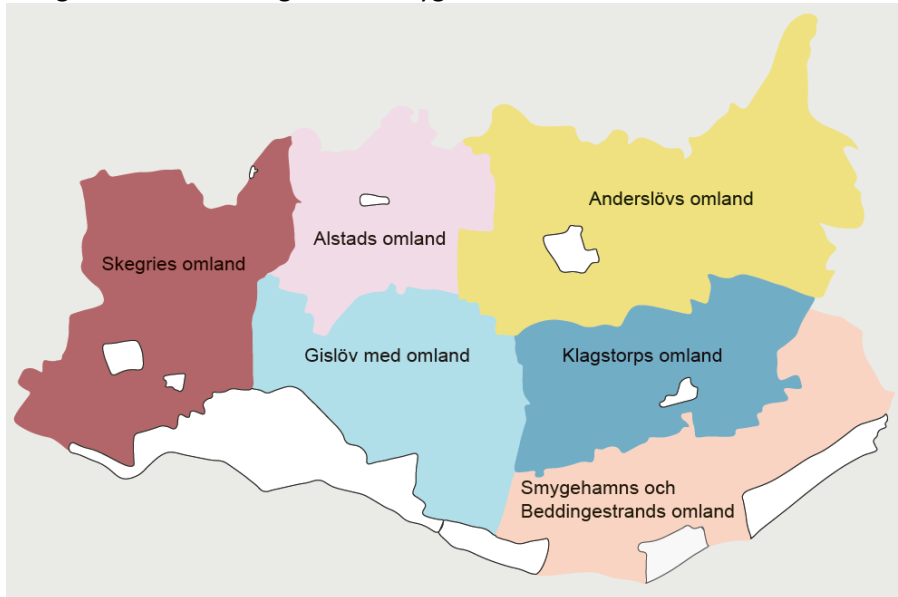 Anderslövs omland
Alstads omland
Skegries omland
Gislöv med omland
Klagstorps omland
Smygehamns och
Beddingestrands omland